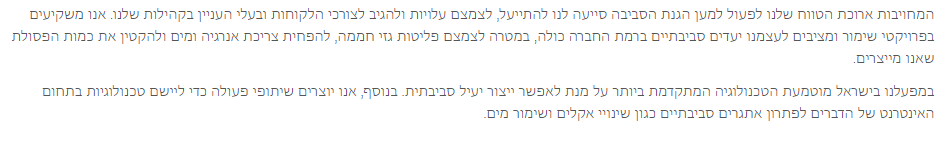 המחויבות ארוכת הטווח שלנו לפעול למען הגנת הסביבה סייעה לנו להתייעל, לצמצם עלויות ולהגיב לצורכי הלקוחות ובעלי העניין בקהילות שלנו. אנו משקיעים
בפרויקטי שימור ומציבים לעצמנו יעדים סביבתיים ברמת החברה כולה, במטרה לצמצם פליטות גזי חממה, להפחית צריכת אנרגיה ומים ולהקטין את כמות הפסולת
שאנו מייצרים.
במפעלנו בישראל מוטמעת הטכנולוגיה המתקדמת ביותר על מנת לאפשר ייצור יעיל סביבתית. בנוסף, אנו יוצרים שיתופי פעולה כדי ליישם טכנולוגיות בתחום
האינטרנט של הדברים לפתרון אתגרים סביבתיים כגון שינויי אקלים ושימור מים.